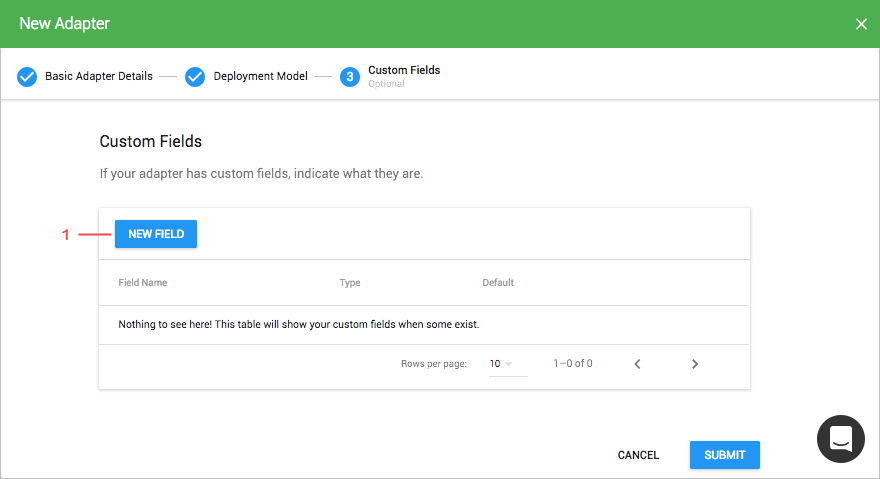 New Adapter
Basic Adapter Details
Deployment Model
3
Custom Fields
Optional
Custom Fields
If your adapter has custom fields, indicate what they are.
1
NEW FIELD
Field Name Type Default
Nothing to see here! This table will show your custom fields when some exist.
Rows per page: 10 1–0 of 0
CANCEL SUBMIT